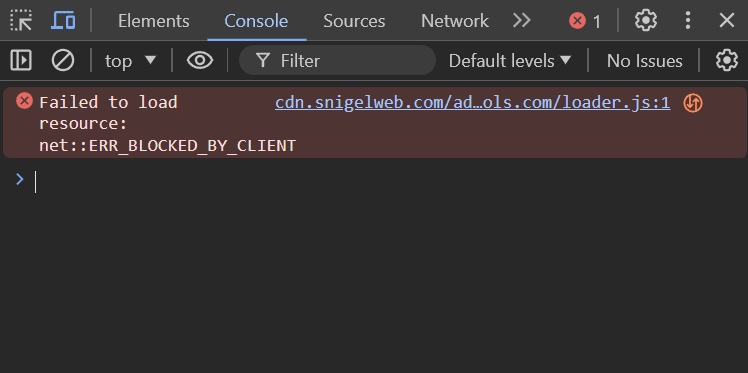 Elements Console Sources Network 1
top Filter Default levels No Issues
Failed to load cdn.snigelweb.com/ad…ols.com/loader.js:1
resource:
net::ERR_BLOCKED_BY_CLIENT